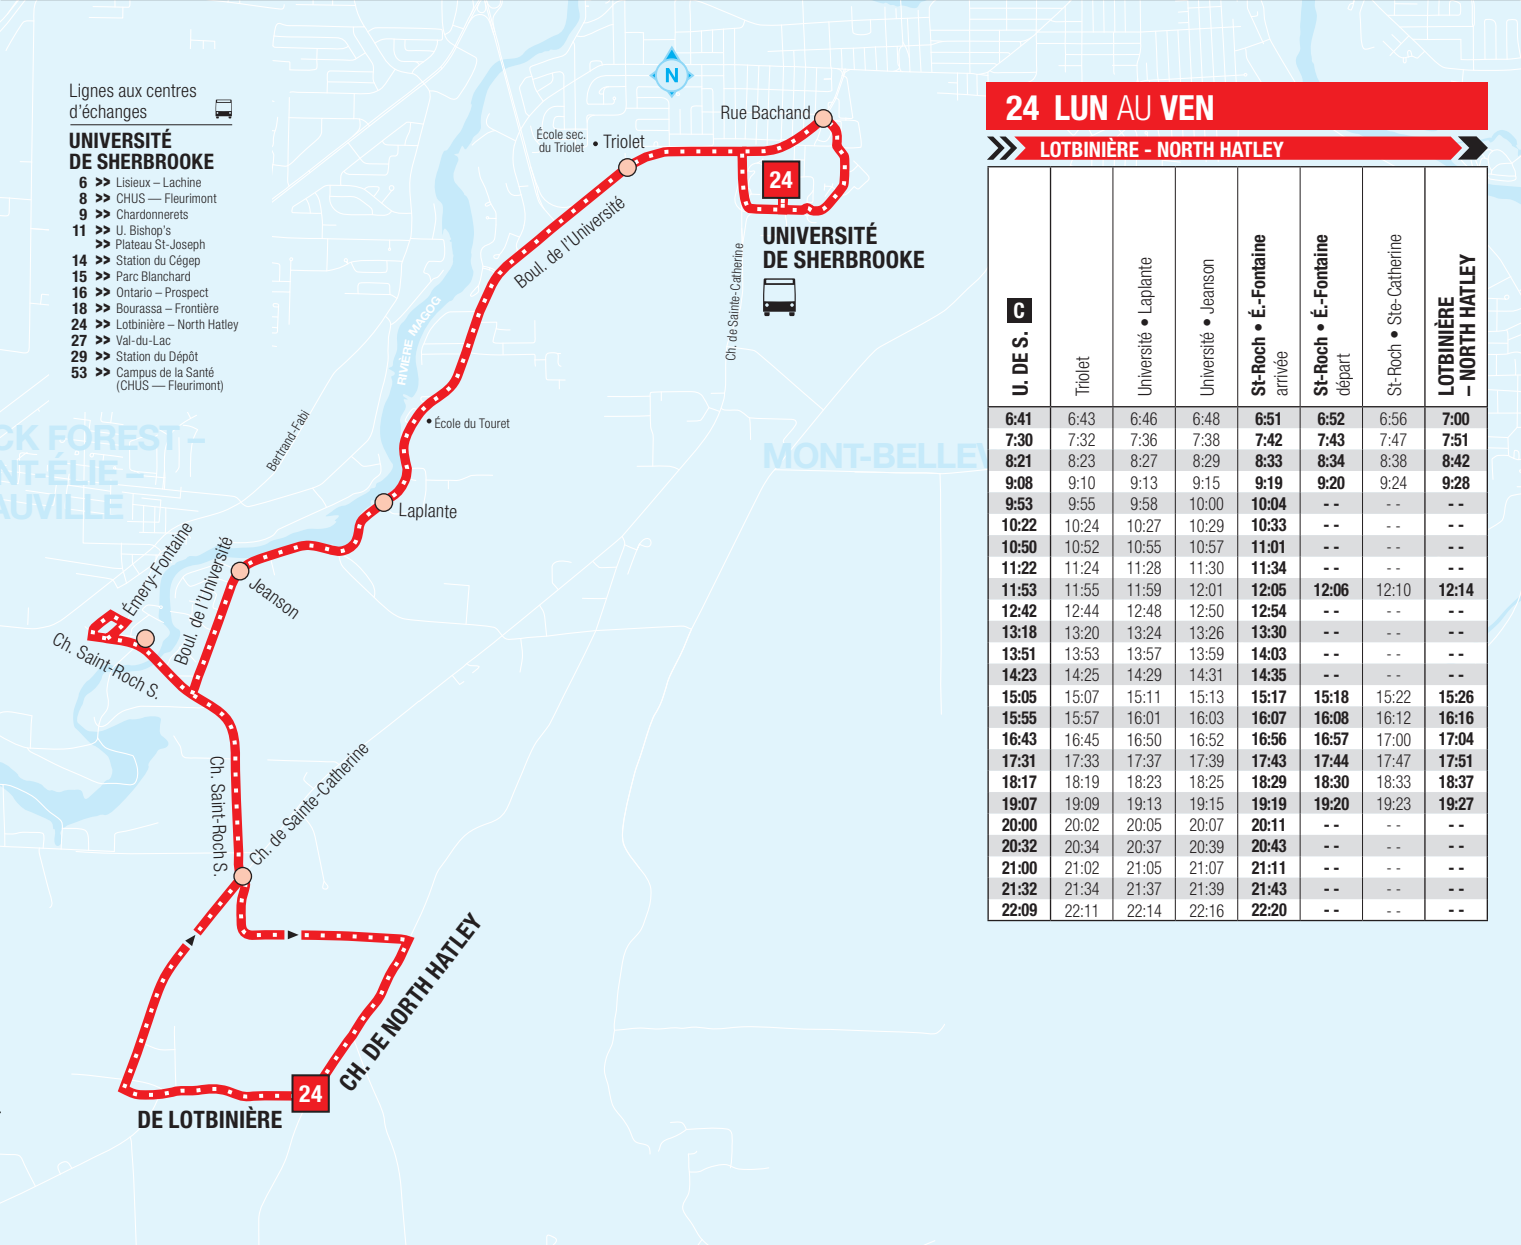 Lignes aux centres
d'échanges
UNIVERSITÉ
DE SHERBROOKE
6 >> Lisieux – Lachine
8 >> CHUS — Fleurimont
9 >> Chardonnerets
11 >> U. Bishop's
>> Plateau St-Joseph
14 >> Station du Cégep
15 >> Parc Blanchard
16 >> Ontario – Prospect
18 >> Bourassa – Frontière
24 >> Lotbinière – North Hatley
27 >> Val-du-Lac
29 >> Station du Dépôt
53 >> Campus de la Santé
(CHUS — Fleurimont)
N
Rue Bachand
École sec.
du Triolet
• Triolet
24
UNIVERSITÉ
DE SHERBROOKE
Boul. de l'Université
Ch. de Sainte-Catherine
RIVIÈRE MAGOG
• École du Touret
Bertrand-Fabi
CK FOREST –
NT-ÉLIE –
AUVILLE
MONT-BELLEV
Laplante
Émery-Fontaine
Boul. de l'Université
Jeanson
Ch. Saint-Roch S.
Ch. Saint-Roch S.
Ch. de Sainte-Catherine
CH. DE NORTH HATLEY
24
DE LOTBINIÈRE
24 LUN AU VEN
LOTBINIÈRE - NORTH HATLEY
U. DE S. C
Triolet
Université • Laplante
Université • Jeanson
St-Roch • É.-Fontaine
arrivée
St-Roch • É.-Fontaine
départ
St-Roch • Ste-Catherine
LOTBINIÈRE
– NORTH HATLEY
6:41 6:43 6:46 6:48 6:51 6:52 6:56 7:00
7:30 7:32 7:36 7:38 7:42 7:43 7:47 7:51
8:21 8:23 8:27 8:29 8:33 8:34 8:38 8:42
9:08 9:10 9:13 9:15 9:19 9:20 9:24 9:28
9:53 9:55 9:58 10:00 10:04 - - - - - -
10:22 10:24 10:27 10:29 10:33 - - - - - -
10:50 10:52 10:55 10:57 11:01 - - - - - -
11:22 11:24 11:28 11:30 11:34 - - - - - -
11:53 11:55 11:59 12:01 12:05 12:06 12:10 12:14
12:42 12:44 12:48 12:50 12:54 - - - - - -
13:18 13:20 13:24 13:26 13:30 - - - - - -
13:51 13:53 13:57 13:59 14:03 - - - - - -
14:23 14:25 14:29 14:31 14:35 - - - - - -
15:05 15:07 15:11 15:13 15:17 15:18 15:22 15:26
15:55 15:57 16:01 16:03 16:07 16:08 16:12 16:16
16:43 16:45 16:50 16:52 16:56 16:57 17:00 17:04
17:31 17:33 17:37 17:39 17:43 17:44 17:47 17:51
18:17 18:19 18:23 18:25 18:29 18:30 18:33 18:37
19:07 19:09 19:13 19:15 19:19 19:20 19:23 19:27
20:00 20:02 20:05 20:07 20:11 - - - - - -
20:32 20:34 20:37 20:39 20:43 - - - - - -
21:00 21:02 21:05 21:07 21:11 - - - - - -
21:32 21:34 21:37 21:39 21:43 - - - - - -
22:09 22:11 22:14 22:16 22:20 - - - - - -